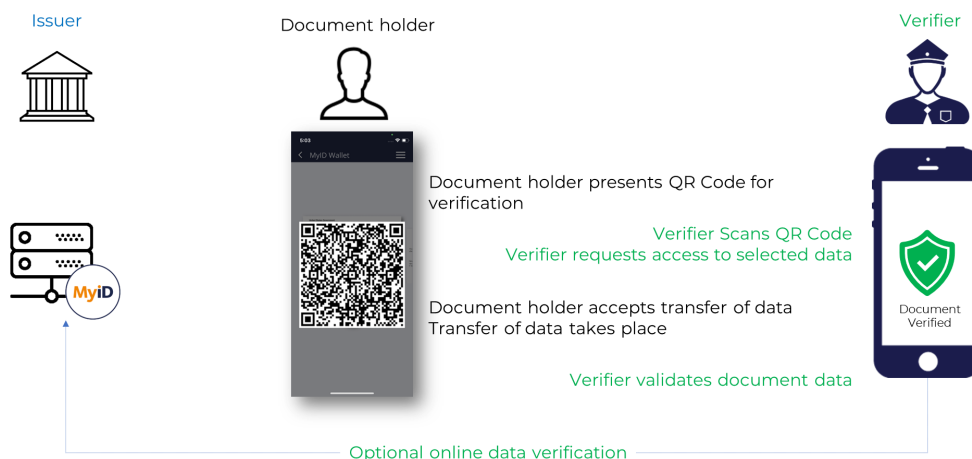 Issuer
Document holder
Verifier
5:03
MyID Wallet
Document holder presents QR Code for
verification
Verifier Scans QR Code
Verifier requests access to selected data
MyiD
Document holder accepts transfer of data
Transfer of data takes place
Document
Verified
Verifier validates document data
Optional online data verification